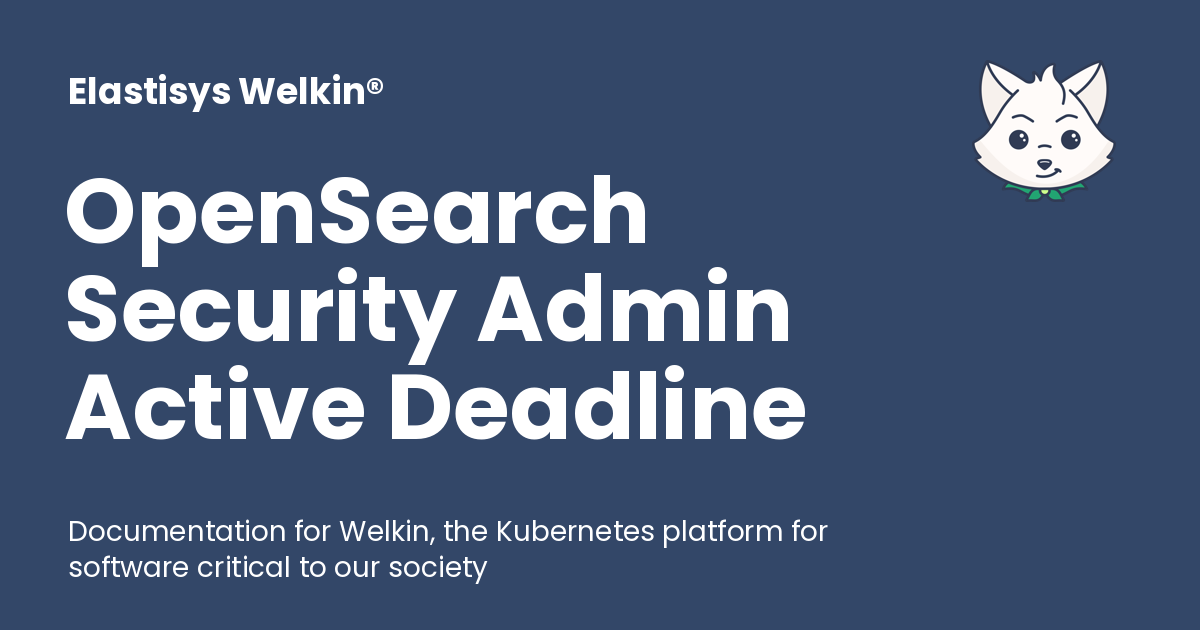 Elastisys Welkin®
OpenSearch
Security Admin
Active Deadline
Documentation for Welkin, the Kubernetes platform for
software critical to our society